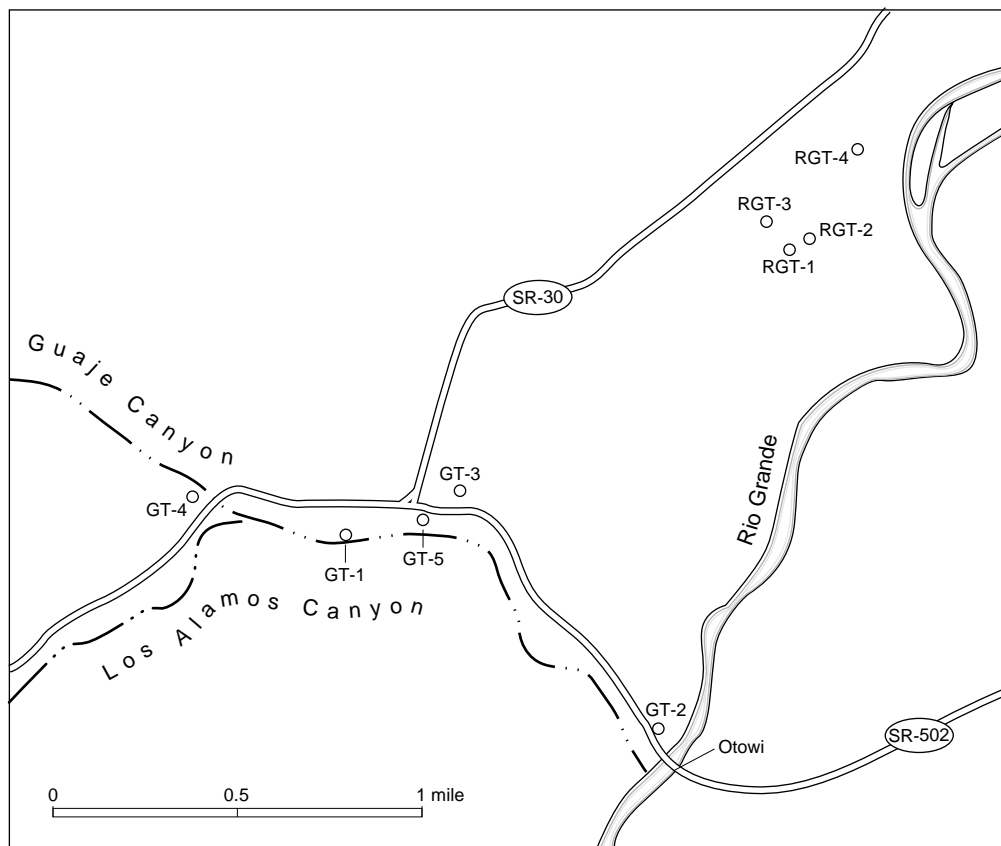 RGT-4
RGT-3
RGT-2
RGT-1
SR-30
Guaje Canyon
Rio Grande
GT-3
GT-4
GT-1
GT-5
Los Alamos Canyon
GT-2
Otowi
SR-502
0 0.5 1 mile